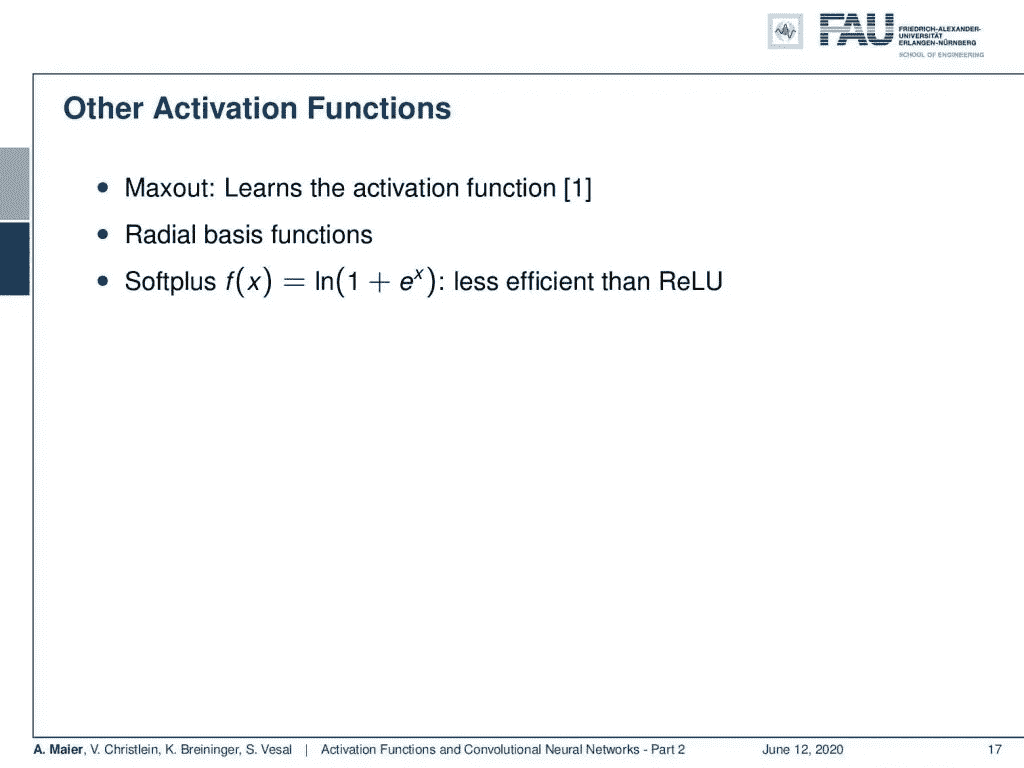 FAU
FRIEDRICH-ALEXANDER-
UNIVERSITÄT
ERLANGEN-NÜRNBERG
SCHOOL OF ENGINEERING
Other Activation Functions
• Maxout: Learns the activation function [1]
• Radial basis functions
• Softplus f(x) = ln(1 + eˣ): less efficient than ReLU
A. Maier, V. Christlein, K. Breininger, S. Vesal | Activation Functions and Convolutional Neural Networks - Part 2 June 12, 2020 17